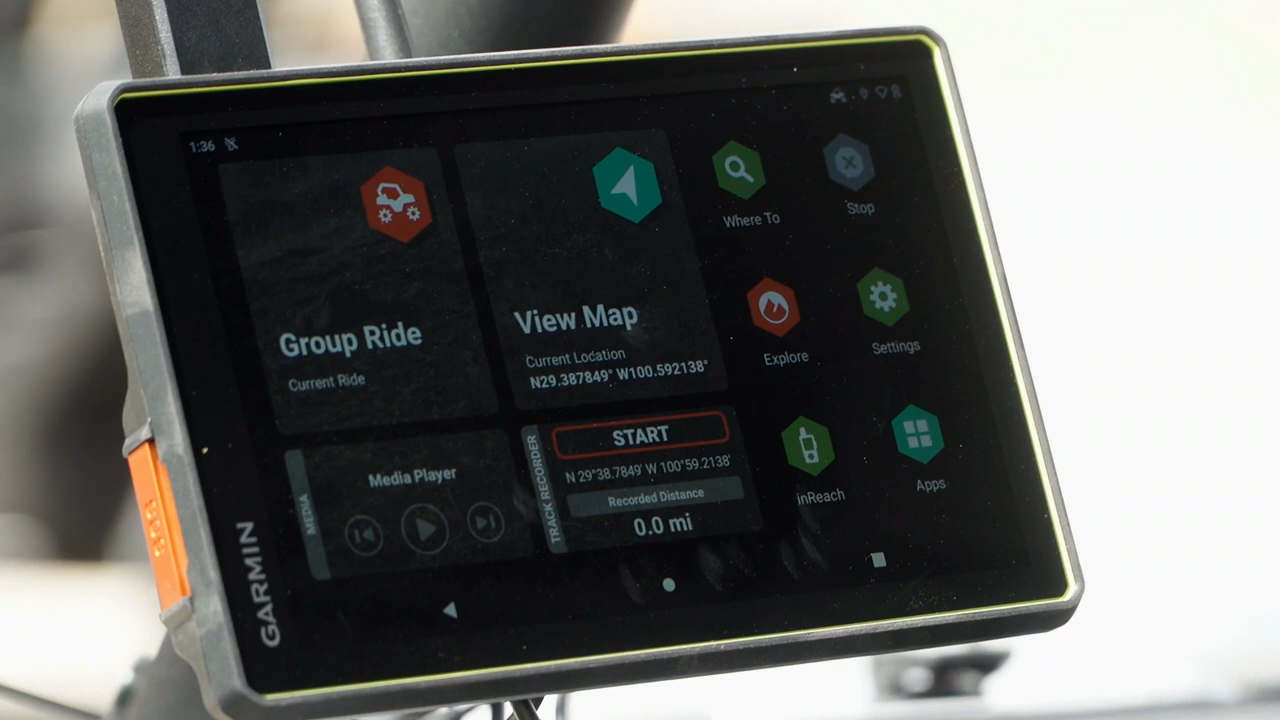 1:36
Group Ride
Current Ride
View Map
Current Location
N29.387849° W100.592138°
Where To
Stop
Explore
Settings
MEDIA
Media Player
TRACK RECORDER
START
N 29°38.7849' W 100°59.2138'
Recorded Distance
0.0 mi
inReach
Apps
GARMIN
SOS